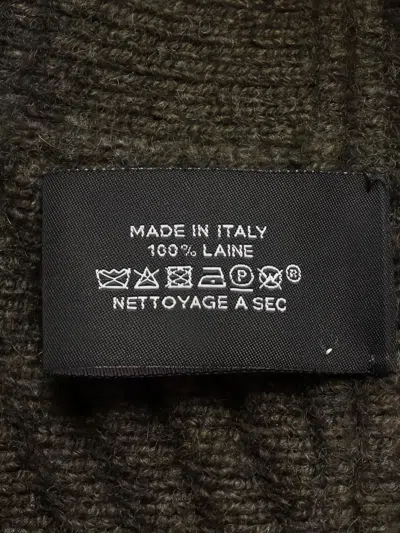 MADE IN ITALY
100% LAINE
P ®
NETTOYAGE A SEC